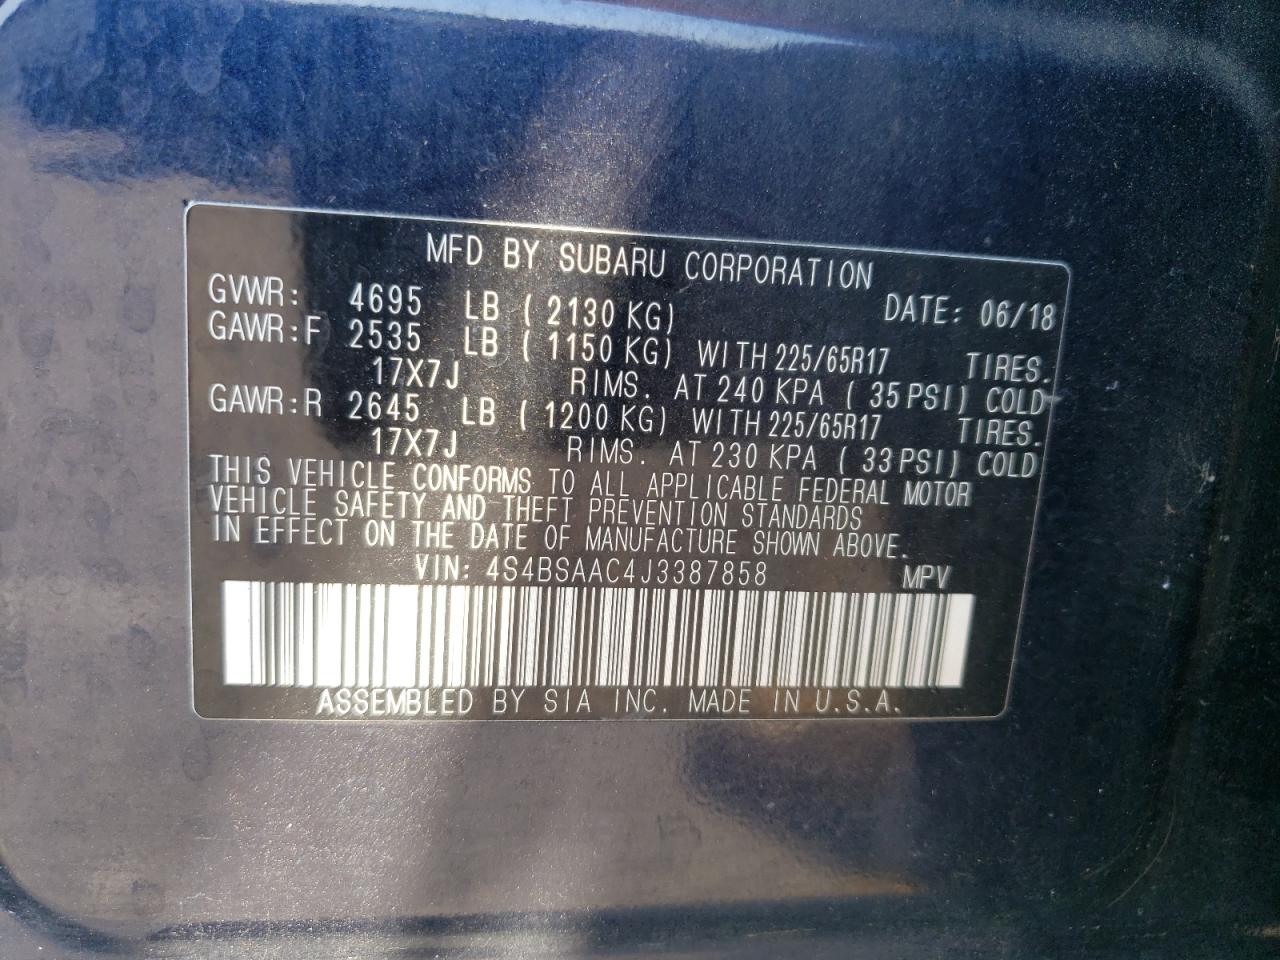 MFD BY SUBARU CORPORATION
GVWR: 4695 LB ( 2130 KG) DATE: 06/18
GAWR:F 2535 LB ( 1150 KG) WITH 225/65R17 TIRES.
17X7J RIMS. AT 240 KPA ( 35 PSI) COLD
GAWR:R 2645 LB ( 1200 KG) WITH 225/65R17 TIRES.
17X7J RIMS. AT 230 KPA ( 33 PSI) COLD
THIS VEHICLE CONFORMS TO ALL APPLICABLE FEDERAL MOTOR
VEHICLE SAFETY AND THEFT PREVENTION STANDARDS
IN EFFECT ON THE DATE OF MANUFACTURE SHOWN ABOVE.
VIN: 4S4BSAAC4J3387858 MPV
ASSEMBLED BY SIA INC. MADE IN U.S.A.